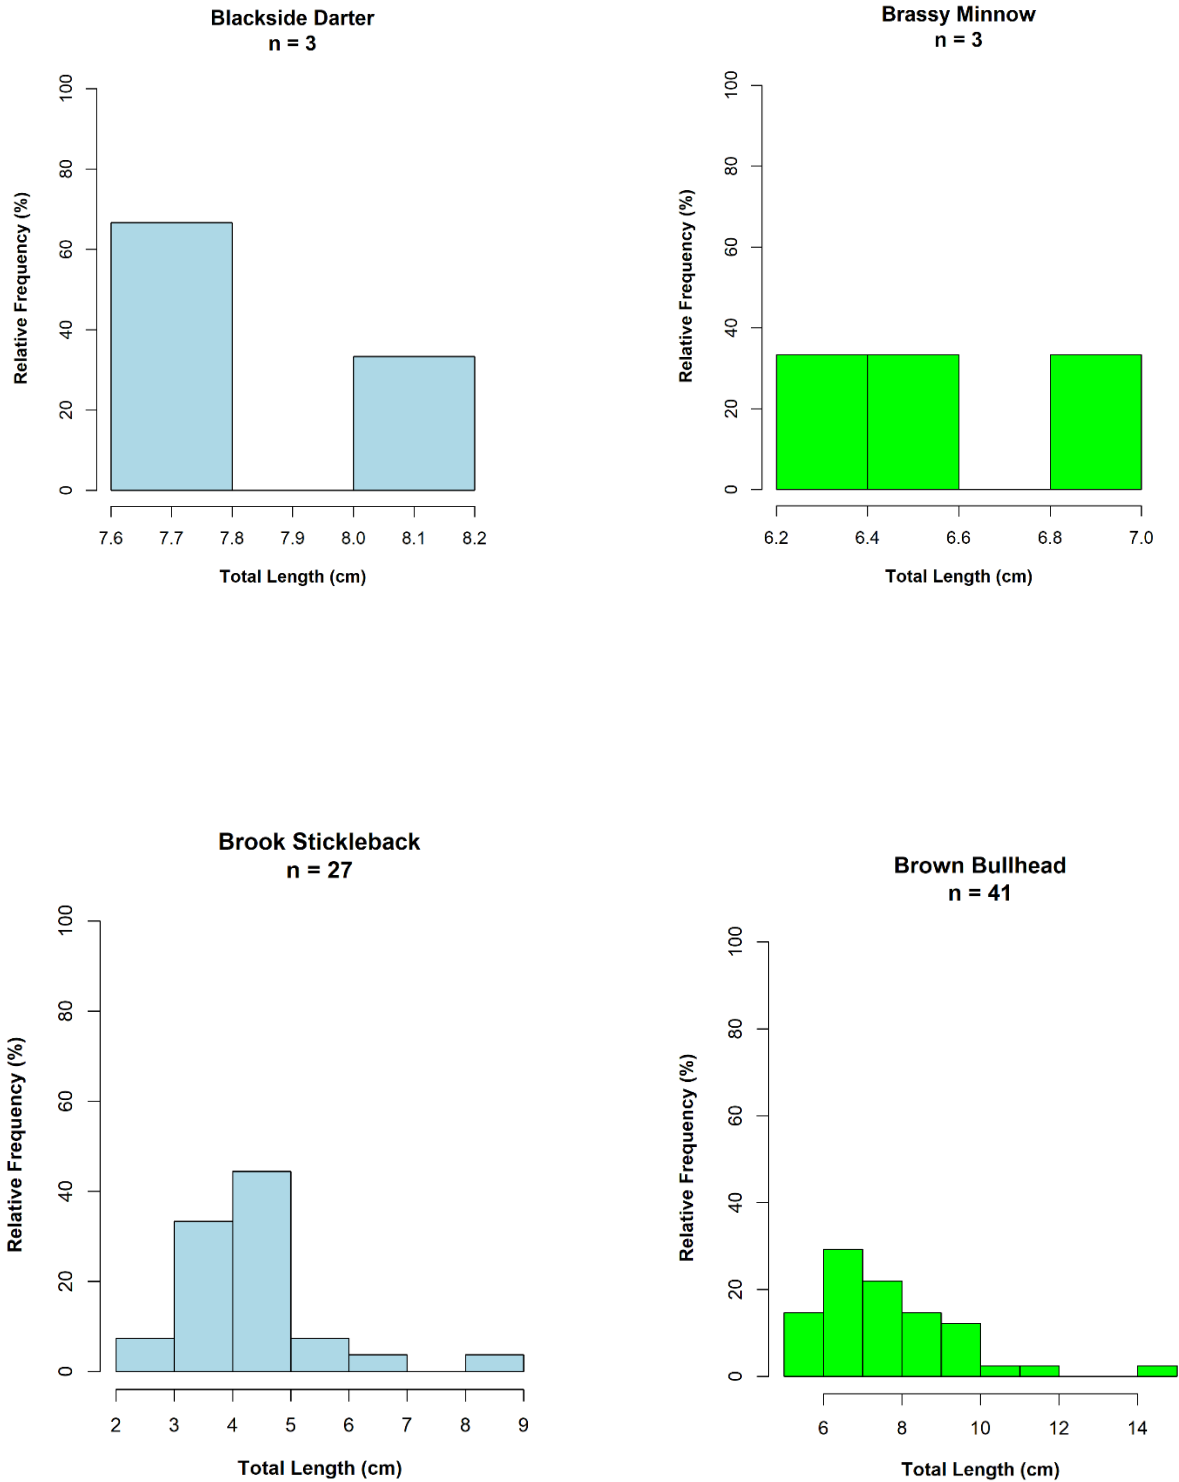 Blackside Darter
n = 3
Relative Frequency (%)
100
80
60
40
20
0
7.6 7.7 7.8 7.9 8.0 8.1 8.2
Total Length (cm)
Brassy Minnow
n = 3
Relative Frequency (%)
100
80
60
40
20
0
6.2 6.4 6.6 6.8 7.0
Total Length (cm)
Brook Stickleback
n = 27
Relative Frequency (%)
100
80
60
40
20
0
2 3 4 5 6 7 8 9
Total Length (cm)
Brown Bullhead
n = 41
Relative Frequency (%)
100
80
60
40
20
0
6 8 10 12 14
Total Length (cm)